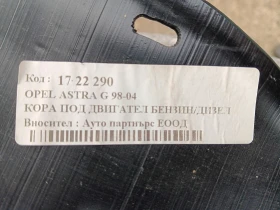 Код : 17-22-290
OPEL ASTRA G 98-04
КОРА ПОД ДВИГАТЕЛ БЕНЗИН/ДИЗЕЛ
Вносител : Ауто партнърс ЕООД